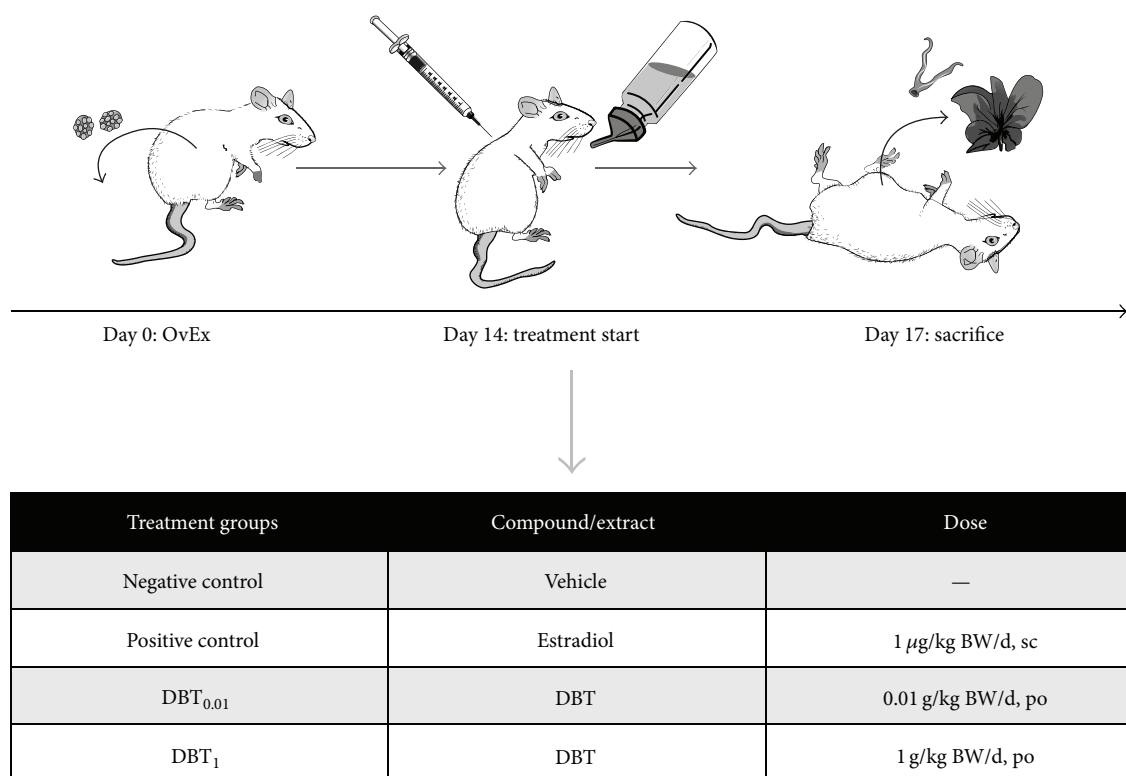 Day 0: OvEx
Day 14: treatment start
Day 17: sacrifice
Treatment groups Compound/extract Dose
Negative control Vehicle —
Positive control Estradiol 1 μg/kg BW/d, sc
DBT0.01 DBT 0.01 g/kg BW/d, po
DBT1 DBT 1 g/kg BW/d, po